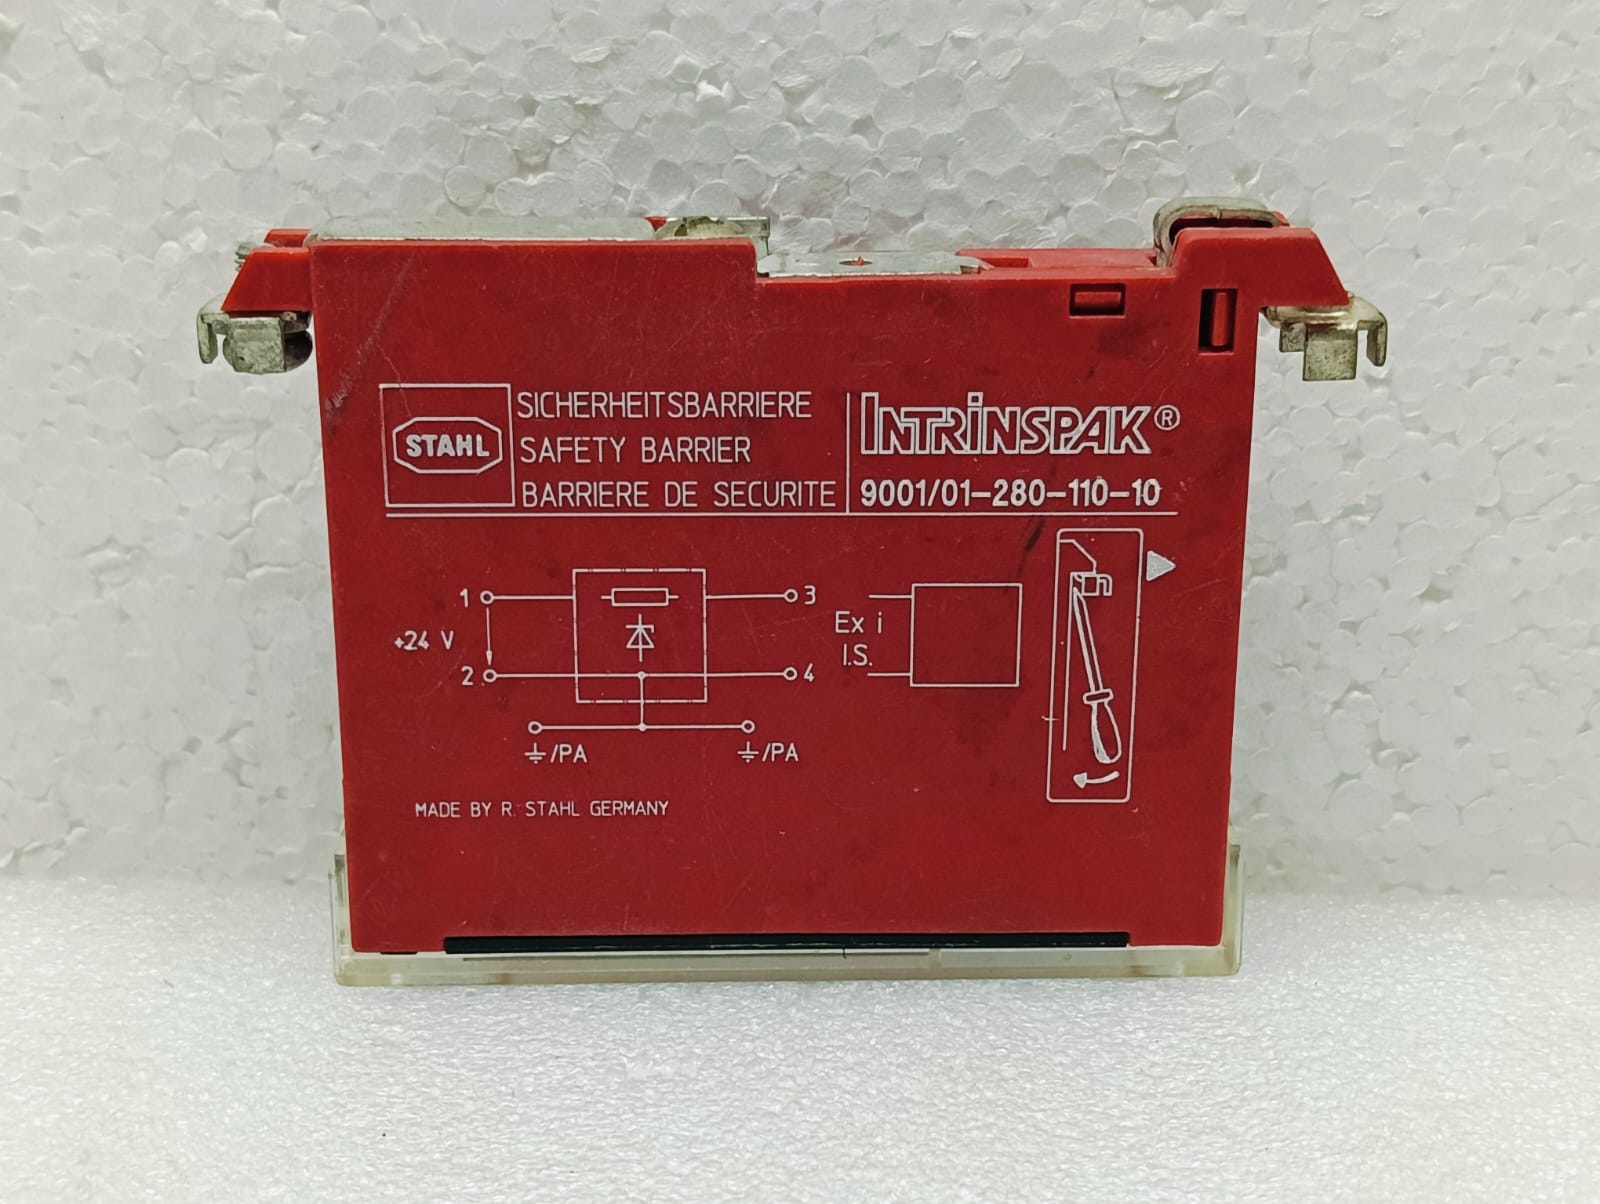 STAHL
SICHERHEITSBARRIERE
SAFETY BARRIER
BARRIERE DE SECURITE
INTRINSPAK®
9001/01-280-110-10
1
3
+24 V
Ex i
I.S.
2
4
/PA
/PA
MADE BY R. STAHL GERMANY